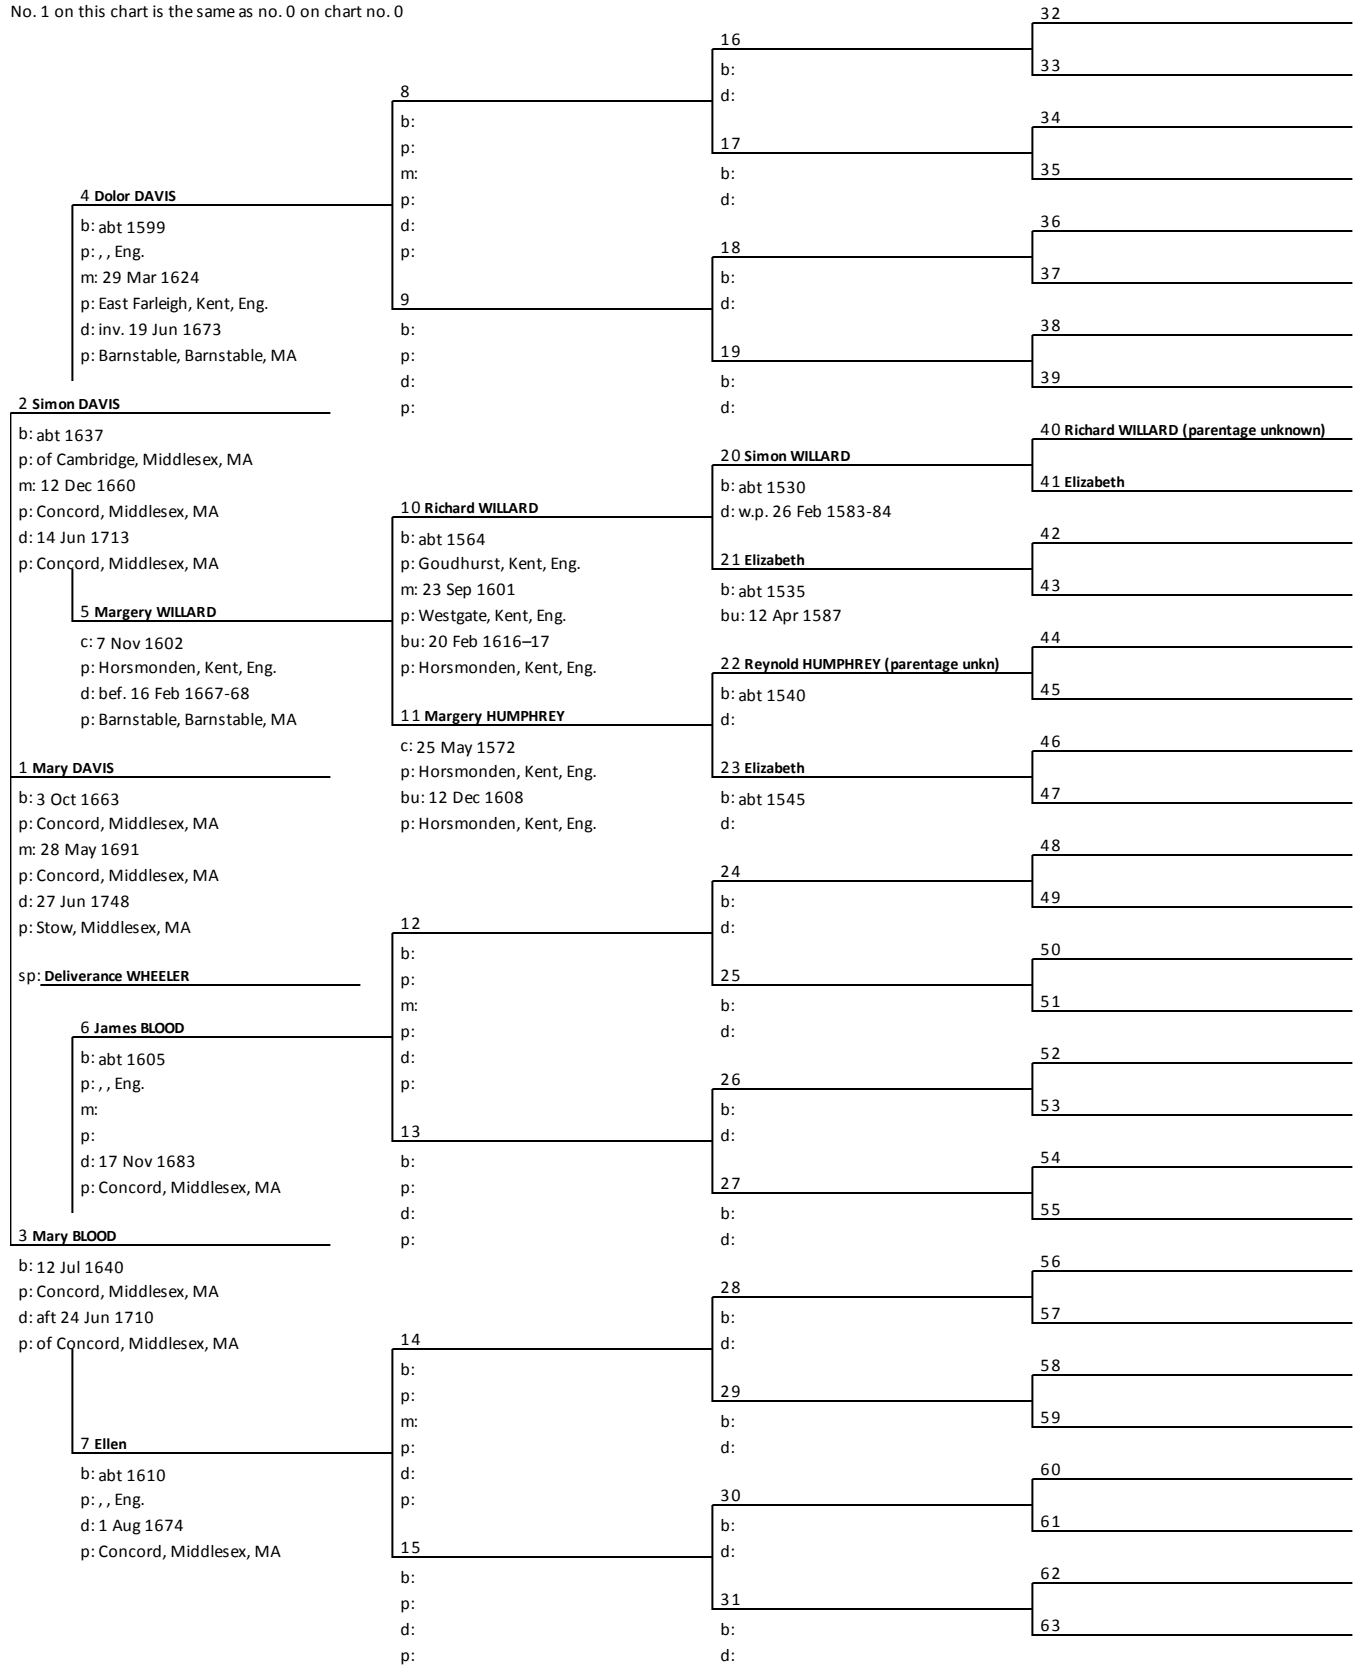 No. 1 on this chart is the same as no. 0 on chart no. 0
4 Dolor DAVIS
b: abt 1599
p: , , Eng.
m: 29 Mar 1624
p: East Farleigh, Kent, Eng.
d: inv. 19 Jun 1673
p: Barnstable, Barnstable, MA
2 Simon DAVIS
b: abt 1637
p: of Cambridge, Middlesex, MA
m: 12 Dec 1660
p: Concord, Middlesex, MA
d: 14 Jun 1713
p: Concord, Middlesex, MA
5 Margery WILLARD
c: 7 Nov 1602
p: Horsmonden, Kent, Eng.
d: bef. 16 Feb 1667-68
p: Barnstable, Barnstable, MA
1 Mary DAVIS
b: 3 Oct 1663
p: Concord, Middlesex, MA
m: 28 May 1691
p: Concord, Middlesex, MA
d: 27 Jun 1748
p: Stow, Middlesex, MA
sp: Deliverance WHEELER
6 James BLOOD
b: abt 1605
p: , , Eng.
m:
p:
d: 17 Nov 1683
p: Concord, Middlesex, MA
3 Mary BLOOD
b: 12 Jul 1640
p: Concord, Middlesex, MA
d: aft 24 Jun 1710
p: of Concord, Middlesex, MA
7 Ellen
b: abt 1610
p: , , Eng.
d: 1 Aug 1674
p: Concord, Middlesex, MA
8
b:
p:
m:
p:
d:
p:
9
b:
p:
d:
p:
10 Richard WILLARD
b: abt 1564
p: Goudhurst, Kent, Eng.
m: 23 Sep 1601
p: Westgate, Kent, Eng.
bu: 20 Feb 1616–17
p: Horsmonden, Kent, Eng.
11 Margery HUMPHREY
c: 25 May 1572
p: Horsmonden, Kent, Eng.
bu: 12 Dec 1608
p: Horsmonden, Kent, Eng.
12
b:
p:
m:
p:
d:
p:
13
b:
p:
d:
p:
14
b:
p:
m:
p:
d:
p:
15
b:
p:
d:
p:
16
b:
d:
17
b:
d:
18
b:
d:
19
b:
d:
20 Simon WILLARD
b: abt 1530
d: w.p. 26 Feb 1583-84
21 Elizabeth
b: abt 1535
bu: 12 Apr 1587
22 Reynold HUMPHREY (parentage unkn)
b: abt 1540
d:
23 Elizabeth
b: abt 1545
d:
24
b:
d:
25
b:
d:
26
b:
d:
27
b:
d:
28
b:
d:
29
b:
d:
30
b:
d:
31
b:
d:
32
33
34
35
36
37
38
39
40 Richard WILLARD (parentage unknown)
41 Elizabeth
42
43
44
45
46
47
48
49
50
51
52
53
54
55
56
57
58
59
60
61
62
63